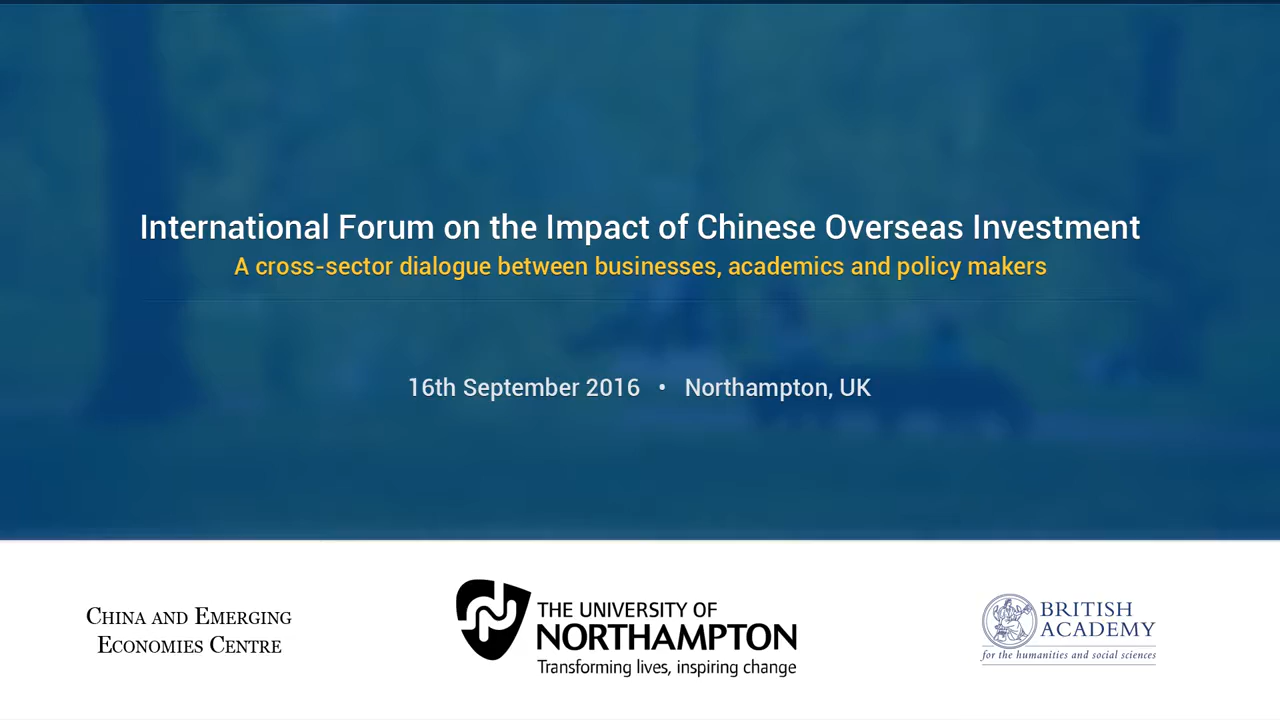 International Forum on the Impact of Chinese Overseas Investment
A cross-sector dialogue between businesses, academics and policy makers
16th September 2016 • Northampton, UK
CHINA AND EMERGING
ECONOMIES CENTRE
THE UNIVERSITY OF
NORTHAMPTON
Transforming lives, inspiring change
BRITISH
ACADEMY
for the humanities and social sciences